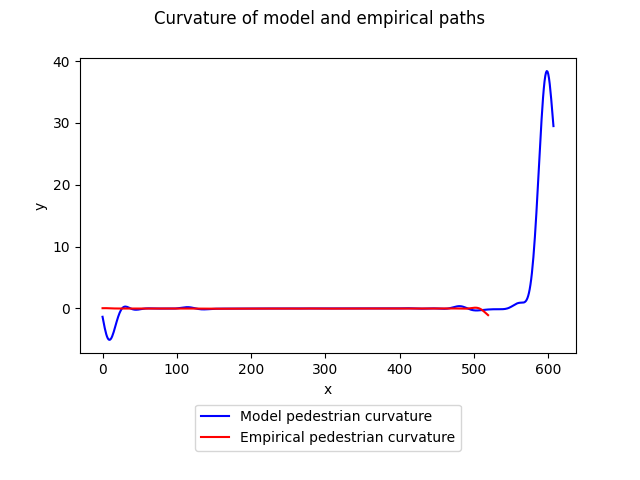 Curvature of model and empirical paths
40
30
20
10
0
y
0 100 200 300 400 500 600
x
Model pedestrian curvature
Empirical pedestrian curvature